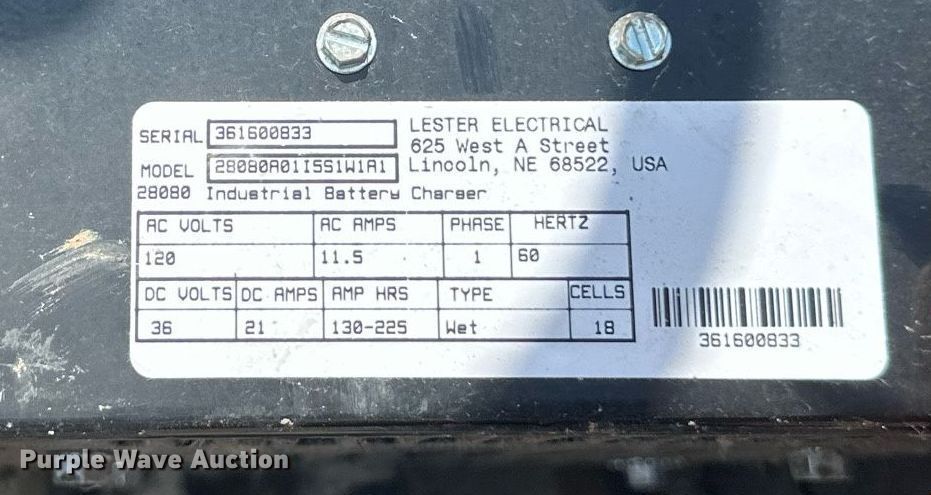 SERIAL 361600833
LESTER ELECTRICAL
625 West A Street
MODEL 28080A01I5S1W1A1 Lincoln, NE 68522, USA
28080 Industrial Battery Charger
AC VOLTS AC AMPS PHASE HERTZ
120 11.5 1 60
DC VOLTS DC AMPS AMP HRS TYPE CELLS
36 21 130-225 Wet 18
361600833
Purple Wave Auction